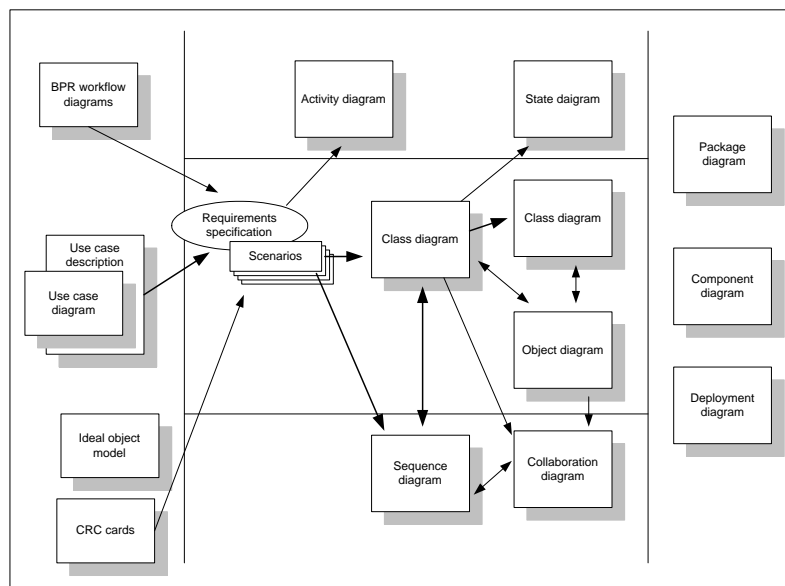 BPR workflow
diagrams
Activity diagram
State daigram
Package
diagram
Requirements
specification
Scenarios
Class diagram
Class diagram
Use case
description
Use case
diagram
Component
diagram
Object diagram
Deployment
diagram
Ideal object
model
Sequence
diagram
Collaboration
diagram
CRC cards